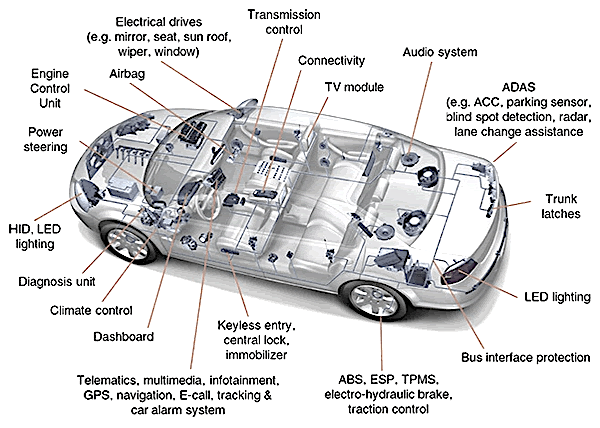 Transmission
control
Electrical drives
(e.g. mirror, seat, sun roof,
wiper, window)
Connectivity
Audio system
Engine
Control
Unit
Airbag
TV module
ADAS
(e.g. ACC, parking sensor,
blind spot detection, radar,
lane change assistance
Power
steering
Trunk
latches
HID, LED
lighting
Diagnosis unit
LED lighting
Climate control
Dashboard
Keyless entry,
central lock,
immobilizer
Bus interface protection
Telematics, multimedia, infotainment,
GPS, navigation, E-call, tracking &
car alarm system
ABS, ESP, TPMS,
electro-hydraulic brake,
traction control